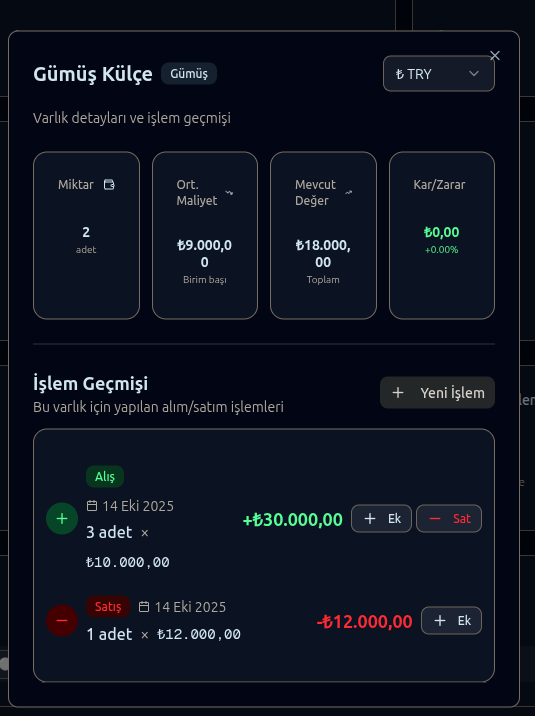 Gümüş Külçe Gümüş ₺ TRY
Varlık detayları ve işlem geçmişi
Miktar
2
adet
Ort.
Maliyet
₺9.000,0
0
Birim başı
Mevcut
Değer
₺18.000,
00
Toplam
Kar/Zarar
₺0,00
+0.00%
İşlem Geçmişi
Bu varlık için yapılan alım/satım işlemleri
+ Yeni İşlem
Alış
14 Eki 2025
3 adet ×
₺10.000,00
+₺30.000,00 + Ek − Sat
Satış 14 Eki 2025
1 adet × ₺12.000,00
-₺12.000,00 + Ek